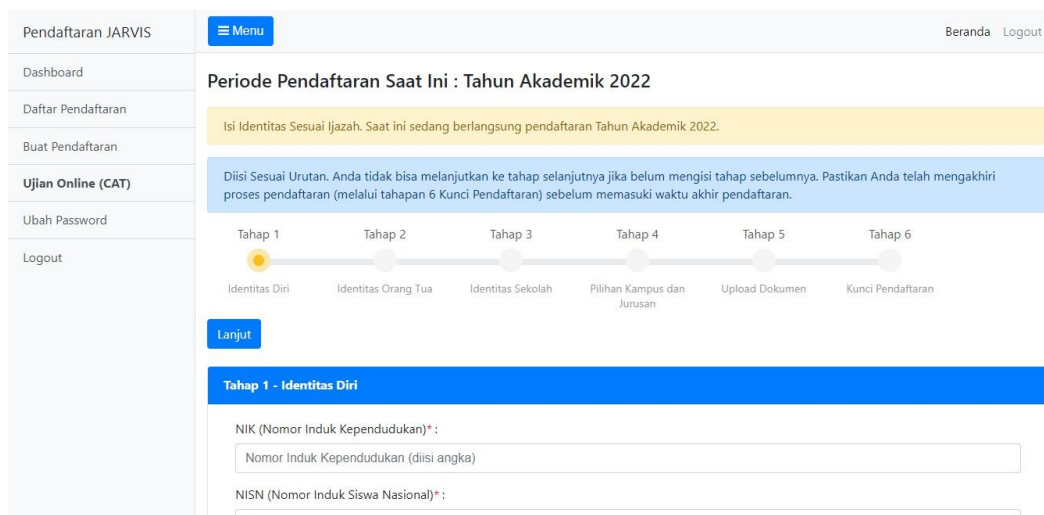 Pendaftaran JARVIS
Menu
Beranda Logout
Dashboard
Daftar Pendaftaran
Buat Pendaftaran
Ujian Online (CAT)
Ubah Password
Logout
Periode Pendaftaran Saat Ini : Tahun Akademik 2022
Isi Identitas Sesuai Ijazah. Saat ini sedang berlangsung pendaftaran Tahun Akademik 2022.
Diisi Sesuai Urutan. Anda tidak bisa melanjutkan ke tahap selanjutnya jika belum mengisi tahap sebelumnya. Pastikan Anda telah mengakhiri
proses pendaftaran (melalui tahapan 6 Kunci Pendaftaran) sebelum memasuki waktu akhir pendaftaran.
Tahap 1 Tahap 2 Tahap 3 Tahap 4 Tahap 5 Tahap 6
Identitas Diri Identitas Orang Tua Identitas Sekolah Pilihan Kampus dan Upload Dokumen Kunci Pendaftaran
Jurusan
Lanjut
Tahap 1 - Identitas Diri
NIK (Nomor Induk Kependudukan)* :
Nomor Induk Kependudukan (diisi angka)
NISN (Nomor Induk Siswa Nasional)* :